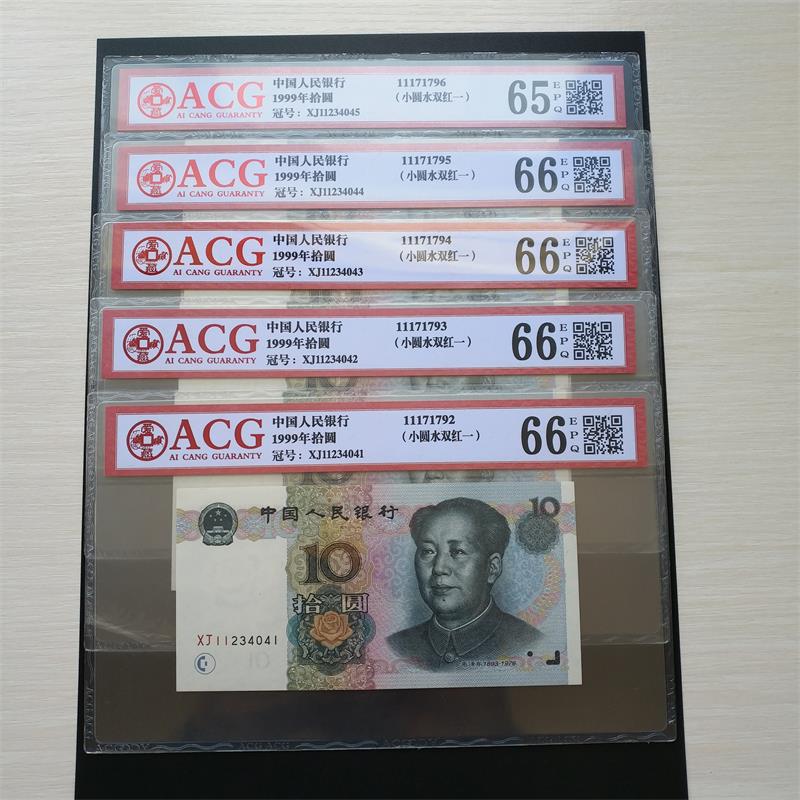 ACG
AI CANG GUARANTY
中国人民银行
1999年拾圆
冠号: XJ11234045
11171796
(小圆水双红一)
65
EPQ
ACG
AI CANG GUARANTY
中国人民银行
1999年拾圆
冠号: XJ11234044
11171795
(小圆水双红一)
66
EPQ
ACG
AI CANG GUARANTY
中国人民银行
1999年拾圆
冠号: XJ11234043
11171794
(小圆水双红一)
66
EPQ
ACG
AI CANG GUARANTY
中国人民银行
1999年拾圆
冠号: XJ11234042
11171793
(小圆水双红一)
66
EPQ
ACG
AI CANG GUARANTY
中国人民银行
1999年拾圆
冠号: XJ11234041
11171792
(小圆水双红一)
66
EPQ
中国人民银行
10
10
拾圆
XJ11234041
毛泽东1893-1976